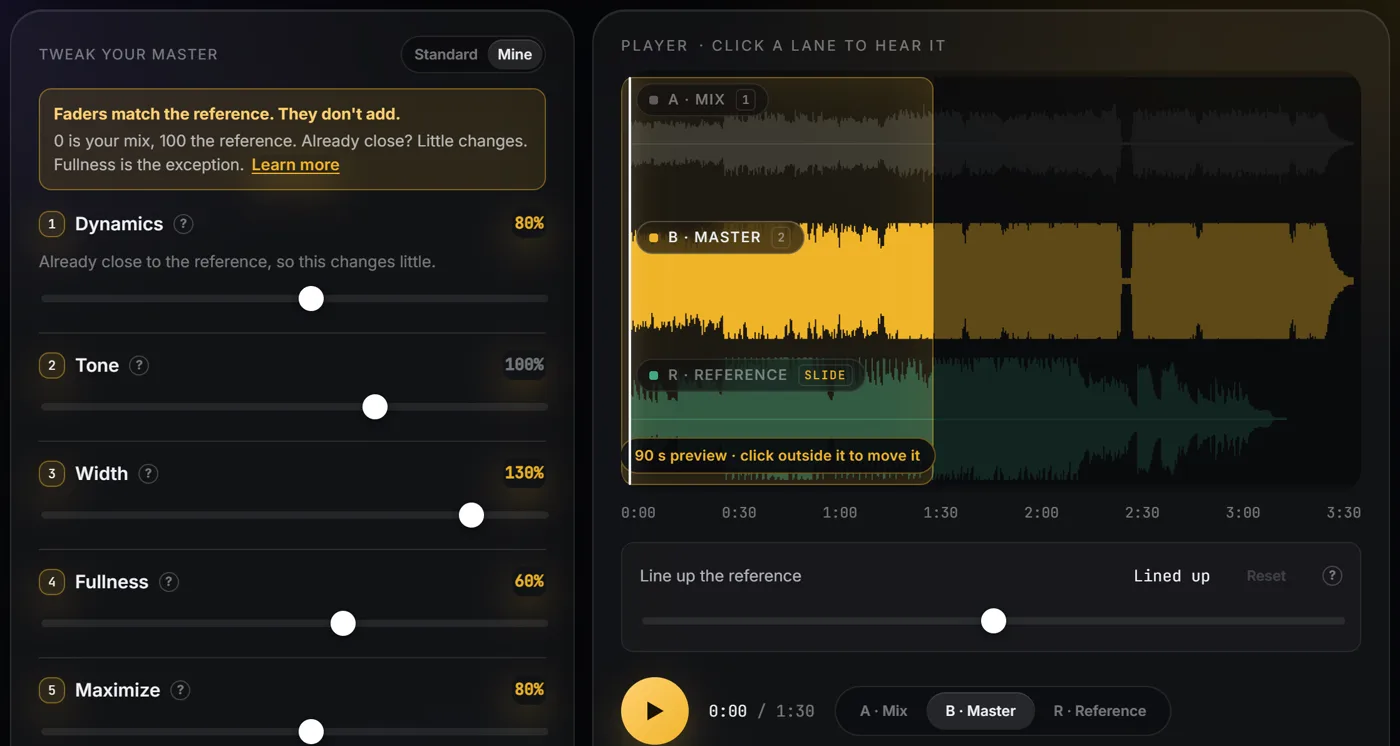 TWEAK YOUR MASTER
Standard Mine
Faders match the reference. They don't add.
0 is your mix, 100 the reference. Already close? Little changes.
Fullness is the exception. Learn more
1 Dynamics ? 80%
Already close to the reference, so this changes little.
2 Tone ? 100%
3 Width ? 130%
4 Fullness ? 60%
5 Maximize ? 80%
PLAYER · CLICK A LANE TO HEAR IT
A · MIX 1
B · MASTER 2
R · REFERENCE SLIDE
90 s preview · click outside it to move it
0:00 0:30 1:00 1:30 2:00 2:30 3:00 3:30
Line up the reference Lined up Reset ?
0:00 / 1:30 A · Mix B · Master R · Reference